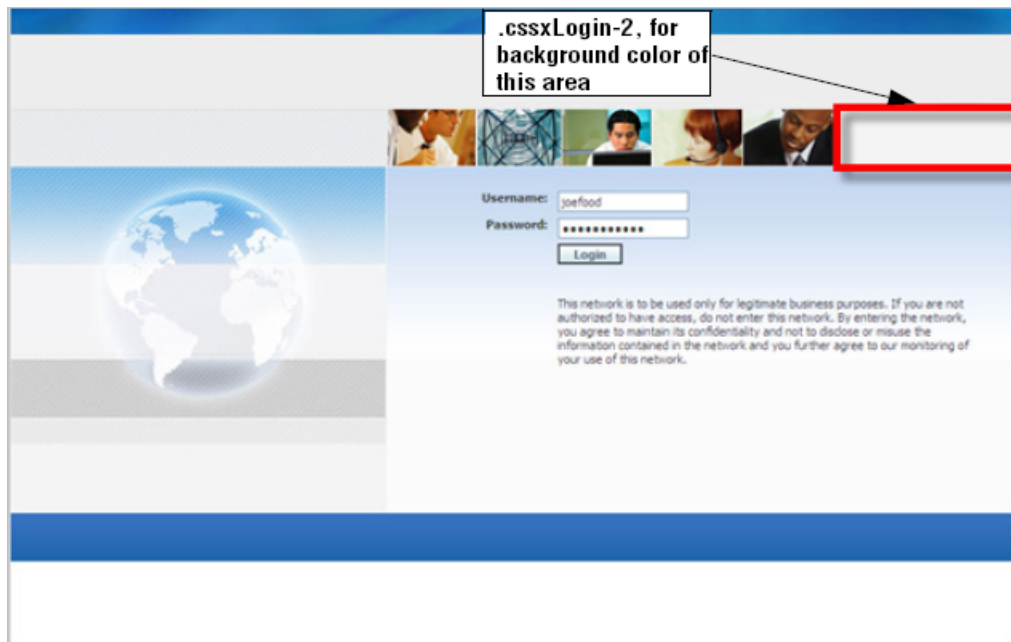 .cssxLogin-2, for
background color of
this area
Username: joefood
Password: •••••••••••
Login
This network is to be used only for legitimate business purposes. If you are not
authorized to have access, do not enter this network. By entering the network,
you agree to maintain its confidentiality and not to disclose or misuse the
information contained in the network and you further agree to our monitoring of
your use of this network.